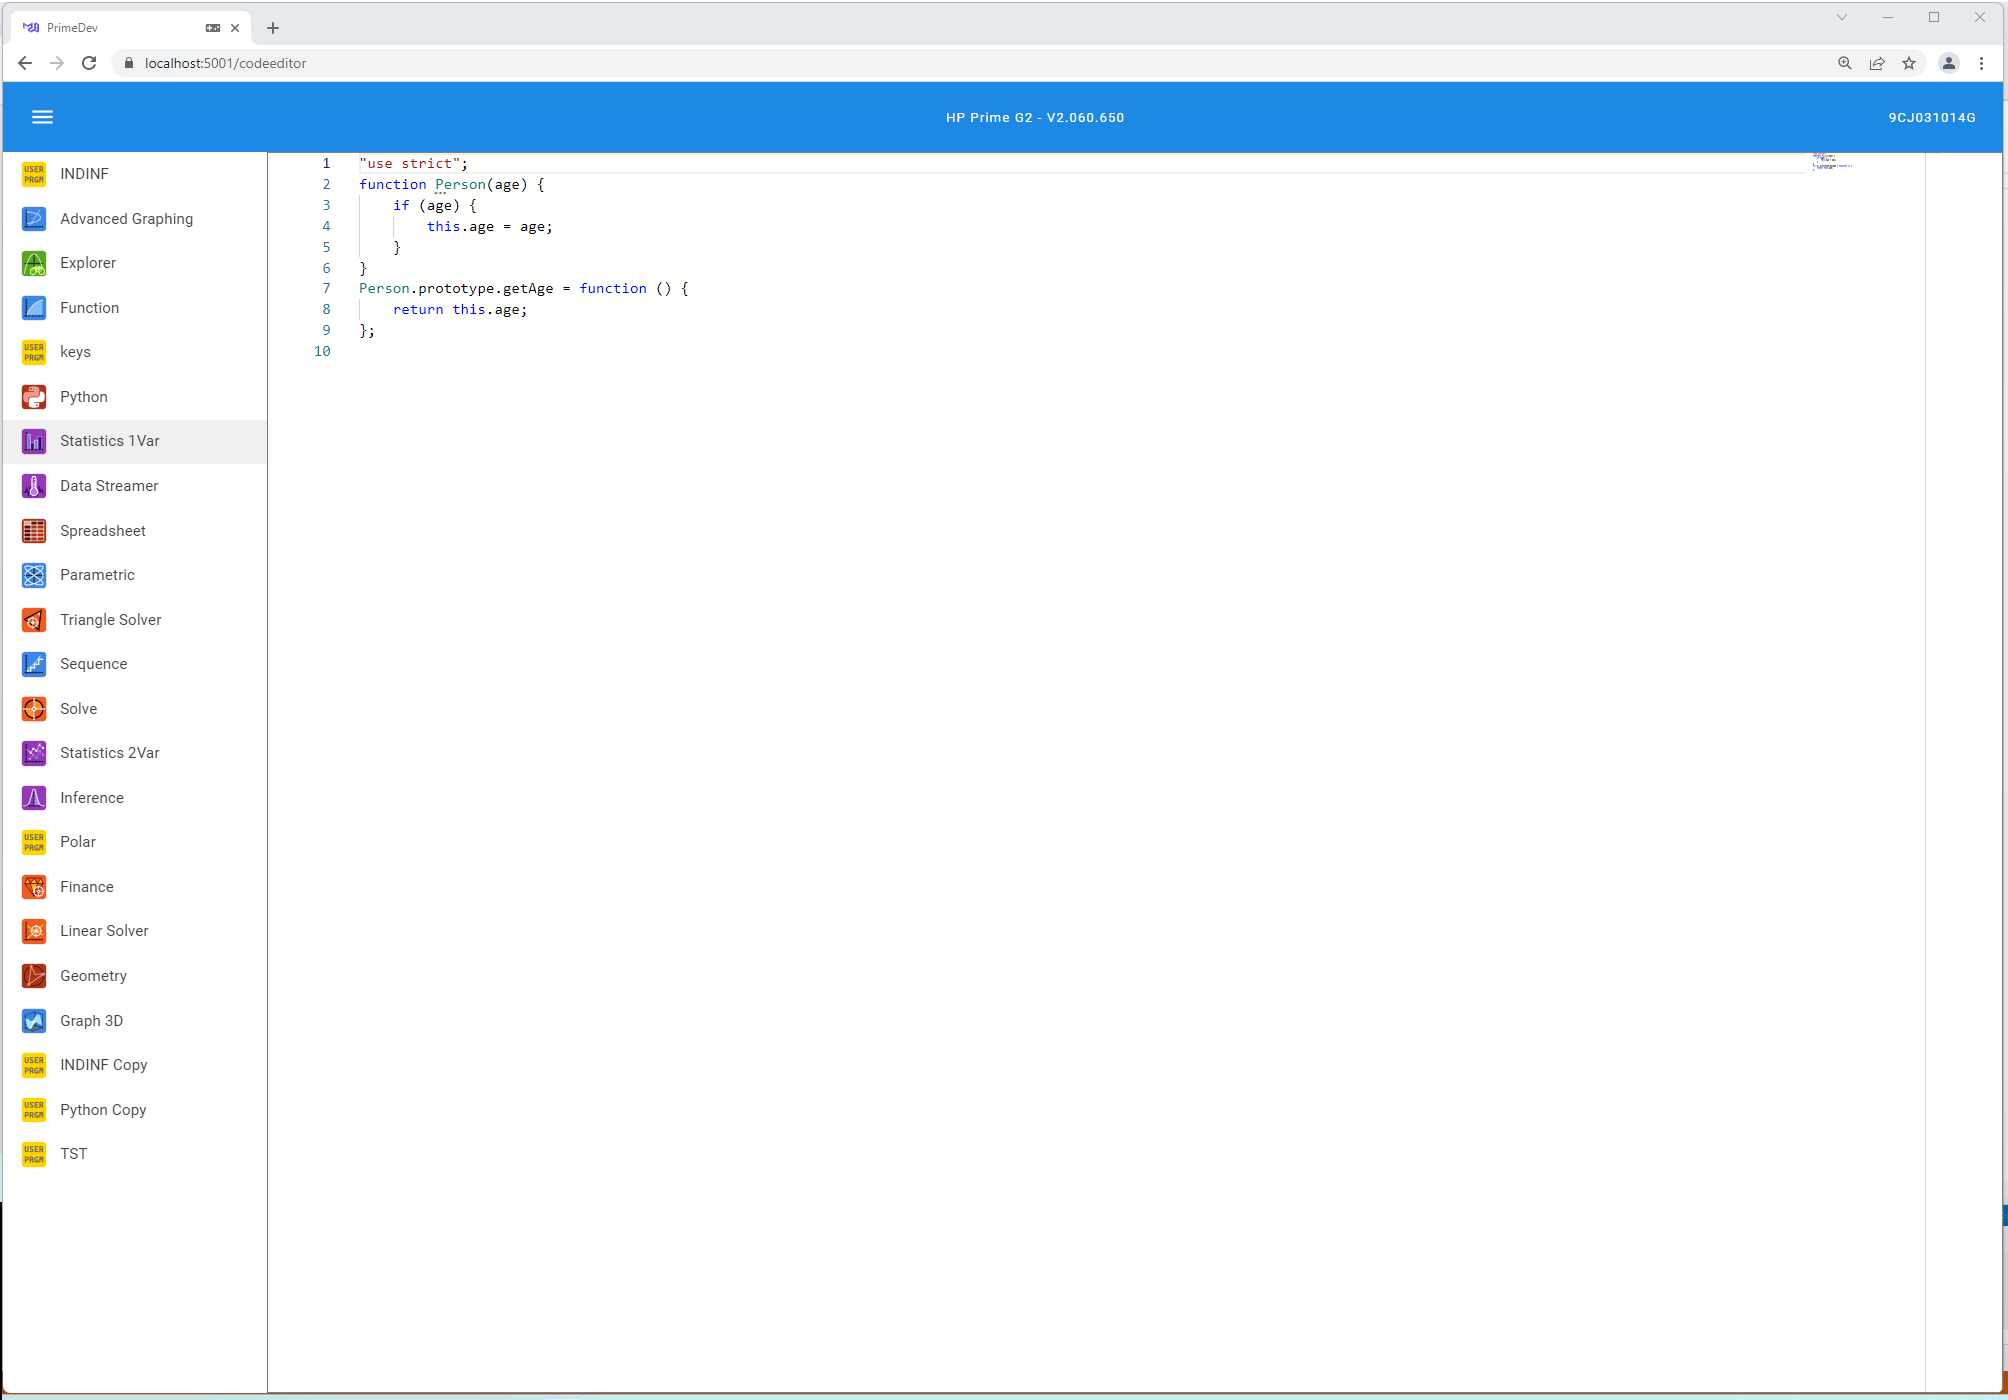 PrimeDev
localhost:5001/codeeditor
HP Prime G2 - V2.060.650
9CJ031014G
USER PRGM INDINF
Advanced Graphing
Explorer
Function
USER PRGM keys
Python
Statistics 1Var
Data Streamer
Spreadsheet
Parametric
Triangle Solver
Sequence
Solve
Statistics 2Var
Inference
USER PRGM Polar
Finance
Linear Solver
Geometry
Graph 3D
USER PRGM INDINF Copy
USER PRGM Python Copy
USER PRGM TST
1 "use strict";
2 function Person(age) {
3     if (age) {
4         this.age = age;
5     }
6 }
7 Person.prototype.getAge = function () {
8     return this.age;
9 };
10